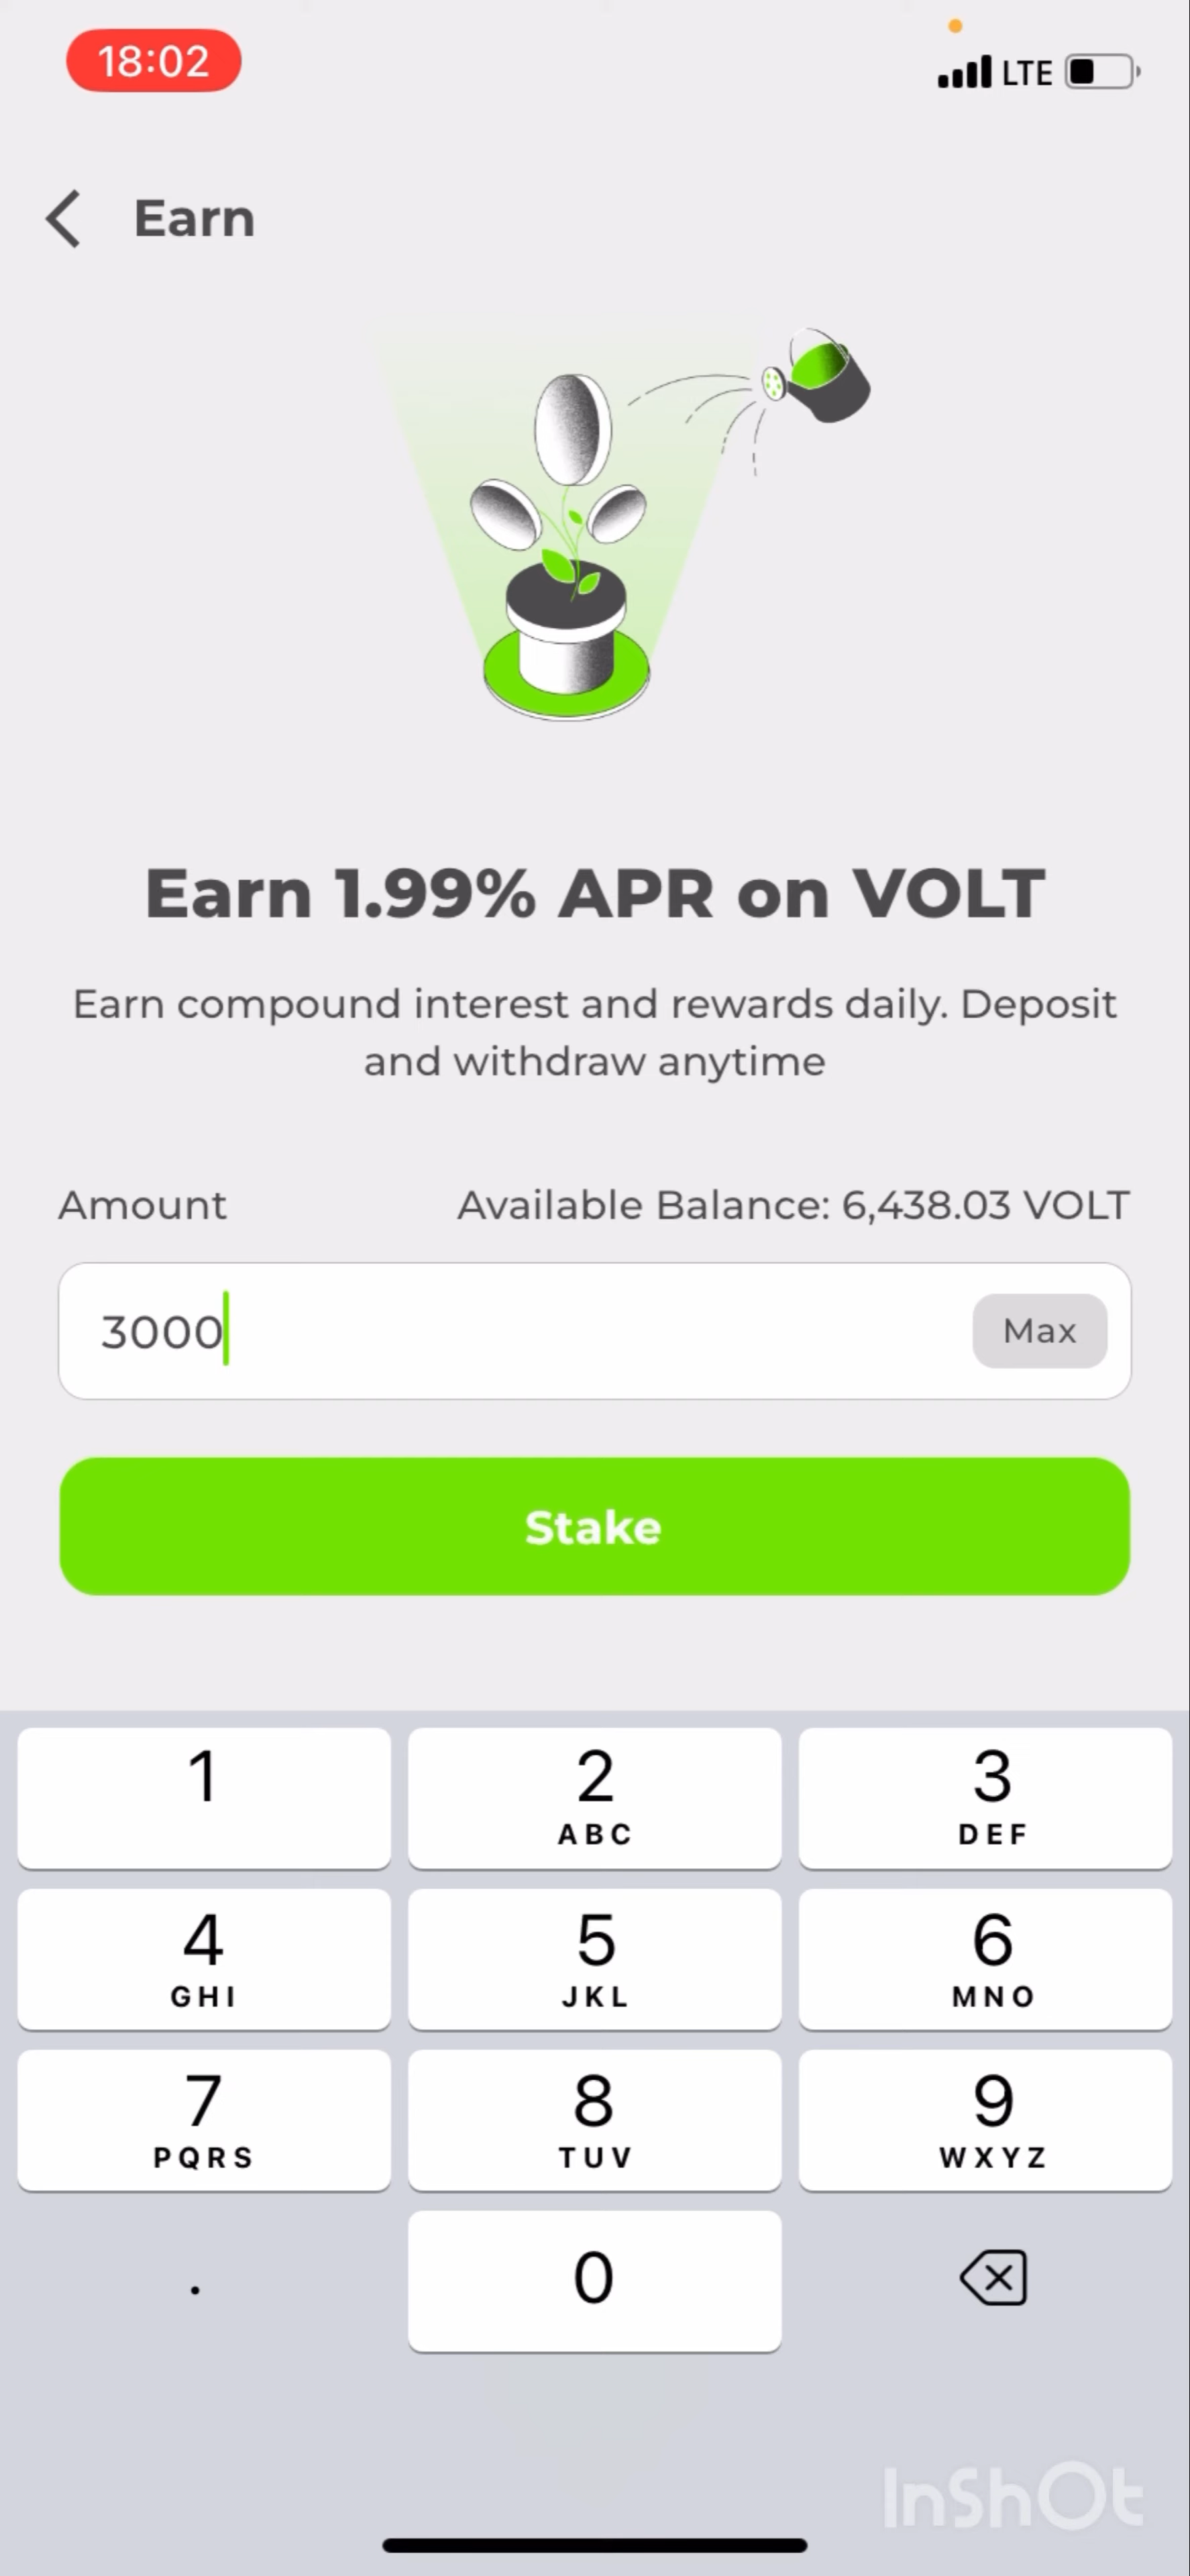 18:02
LTE
Earn
Earn 1.99% APR on VOLT
Earn compound interest and rewards daily. Deposit
and withdraw anytime
Amount
Available Balance: 6,438.03 VOLT
3000
Max
Stake
1
2
ABC
3
DEF
4
GHI
5
JKL
6
MNO
7
PQRS
8
TUV
9
WXYZ
.
0
InShOt